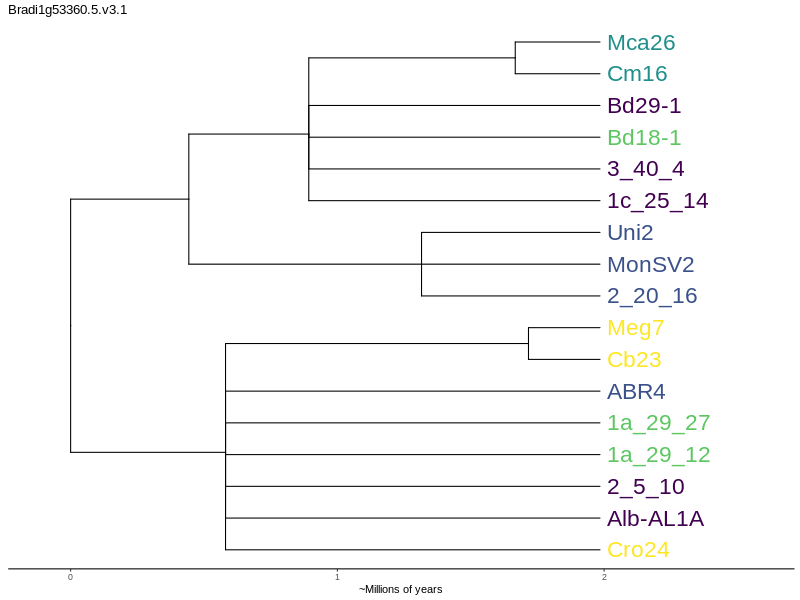 Bradi1g53360.5.v3.1
Mca26
Cm16
Bd29-1
Bd18-1
3_40_4
1c_25_14
Uni2
MonSV2
2_20_16
Meg7
Cb23
ABR4
1a_29_27
1a_29_12
2_5_10
Alb-AL1A
Cro24
0 1 2
~Millions of years